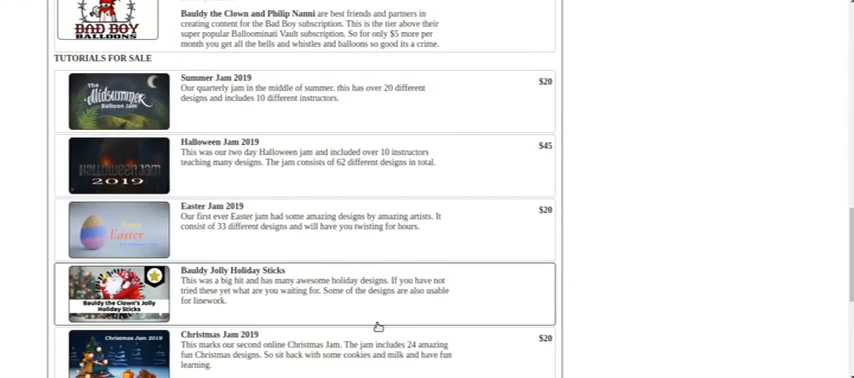 BAD BOY
BALLOONS
Bauldy the Clown and Philip Nanni are best friends and partners in
creating content for the Bad Boy subscription. This is the tier above their
super popular Balloominati Vault subscription. So for only $5 more per
month you get all the bells and whistles and balloons so good its a crime.
TUTORIALS FOR SALE
The
Midsummer
Balloon Jam
Summer Jam 2019
$20
Our quarterly jam in the middle of summer. this has over 20 different
designs and includes 10 different instructors.
HALLOWEEN JAM
2019
Halloween Jam 2019
$45
This was our two day Halloween jam and included over 10 instructors
teaching many designs. The jam consists of 62 different designs in total.
Easter
Easter Jam 2019
$20
Our first ever Easter jam had some amazing designs by amazing artists. It
consist of 33 different designs and will have you twisting for hours.
Bauldy the Clown's Jolly
Holiday Sticks
Bauldy Jolly Holiday Sticks
This was a big hit and has many awesome holiday designs. If you have not
tried these yet what are you waiting for. Some of the designs are also usable
for linework.
Christmas Jam 2019
Christmas Jam 2019
$20
This marks our second online Christmas Jam. The jam includes 24 amazing
fun Christmas designs. So sit back with some cookies and milk and have fun
learning.